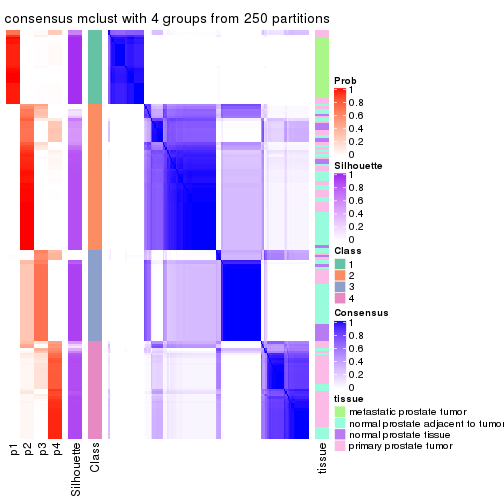 consensus mclust with 4 groups from 250 partitions
Prob
1
0.8
0.6
0.4
0.2
0
Silhouette
1
0.8
0.6
0.4
0.2
0
Class
1
2
3
4
Consensus
1
0.8
0.6
0.4
0.2
0
tissue
metastatic prostate tumor
normal prostate adjacent to tumor
normal prostate tissue
primary prostate tumor
p1
p2
p3
p4
Silhouette
Class
tissue